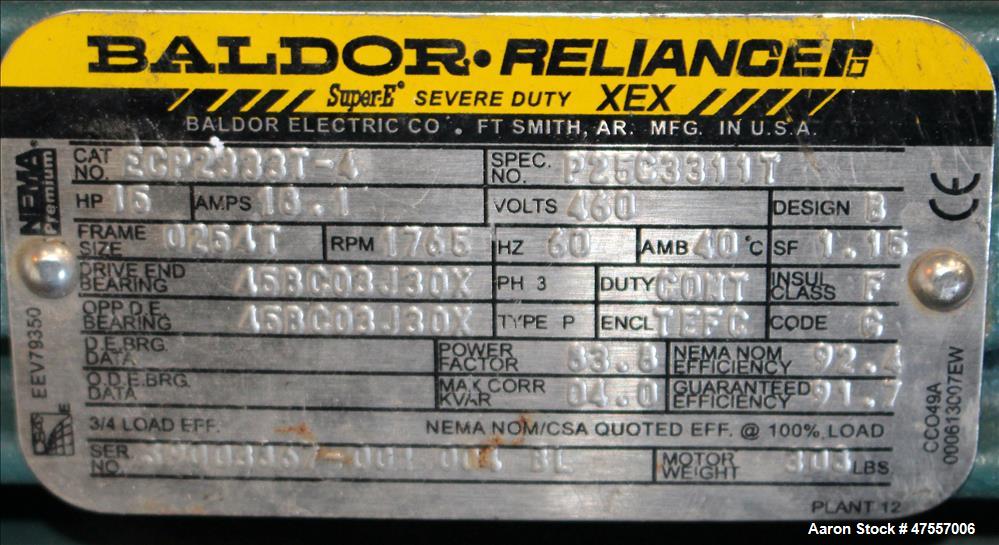 BALDOR • RELIANCER
Super-E® SEVERE DUTY XEX
BALDOR ELECTRIC CO. FT SMITH, AR. MFG. IN U.S.A.
NEMA Premium
CAT NO. ECP2333T-4 SPEC. NO. P25G3311T
HP 15 AMPS 18.1 VOLTS 460 DESIGN B
FRAME SIZE 0254T RPM 1765 HZ 60 AMB 40 °C SF 1.15
DRIVE END BEARING 45BC03J30X PH 3 DUTY CONT INSUL CLASS F
OPP D.E. BEARING 45BC03J30X TYPE P ENCL TEFC CODE G
D.E.BRG. DATA POWER FACTOR 83.8 NEMA NOM EFFICIENCY 92.4
O.D.E.BRG. DATA MAX CORR KVAR 04.0 GUARANTEED EFFICIENCY 91.7
3/4 LOAD EFF. NEMA NOM/CSA QUOTED EFF. @ 100% LOAD
SER. NO. BL MOTOR WEIGHT 303 LBS.
PLANT 12
EEV79350
CE
CCO49A
000613007EW
Aaron Stock # 47557006